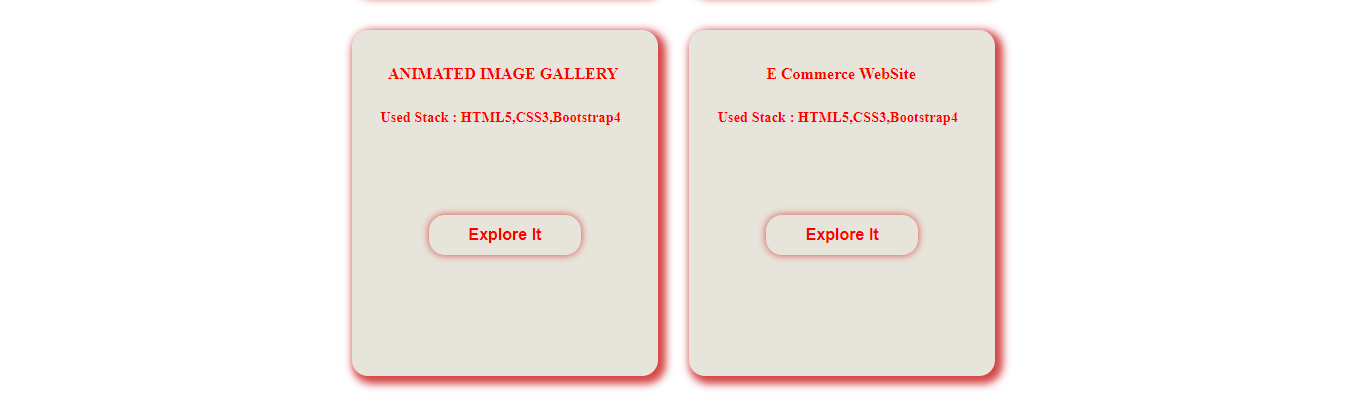 ANIMATED IMAGE GALLERY
Used Stack : HTML5,CSS3,Bootstrap4
Explore It
E Commerce WebSite
Used Stack : HTML5,CSS3,Bootstrap4
Explore It